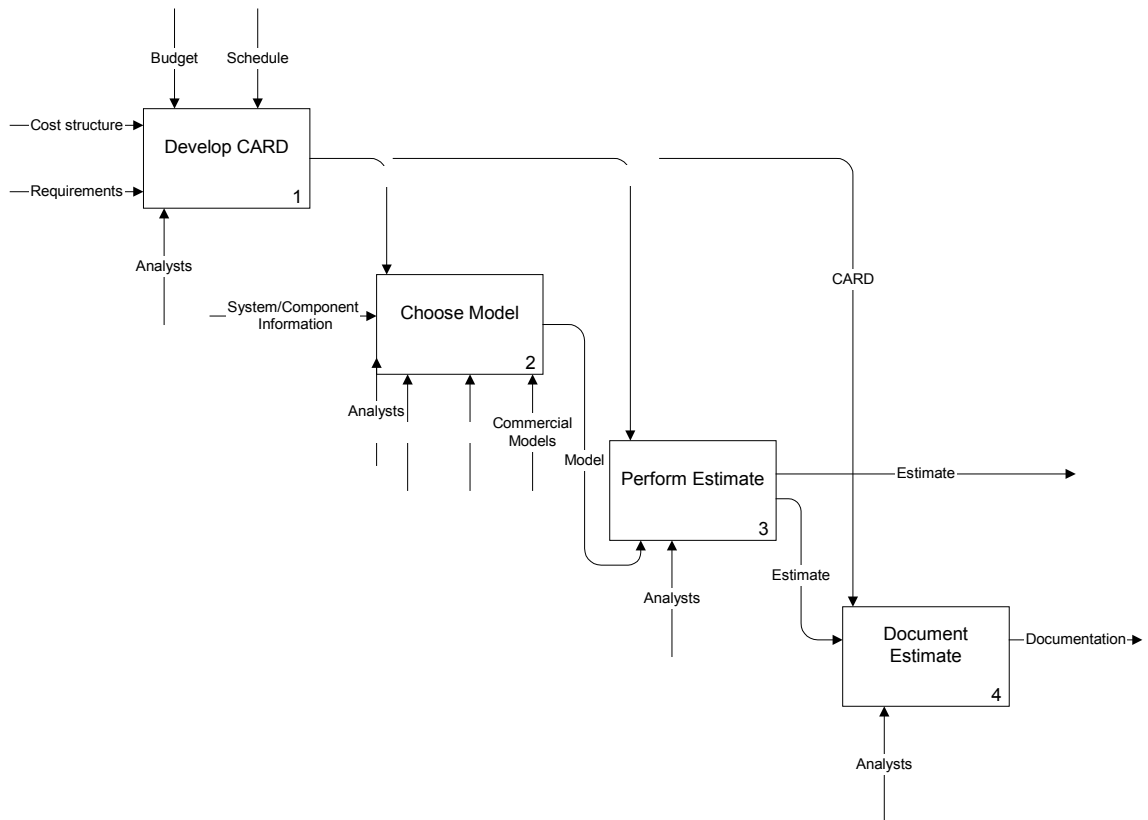 Budget
Schedule
Cost structure
Develop CARD
Requirements
1
Analysts
System/Component
Information
Choose Model
2
CARD
Analysts
Commercial
Models
Model
Perform Estimate
3
Estimate
Estimate
Analysts
Document
Estimate
4
Documentation
Analysts